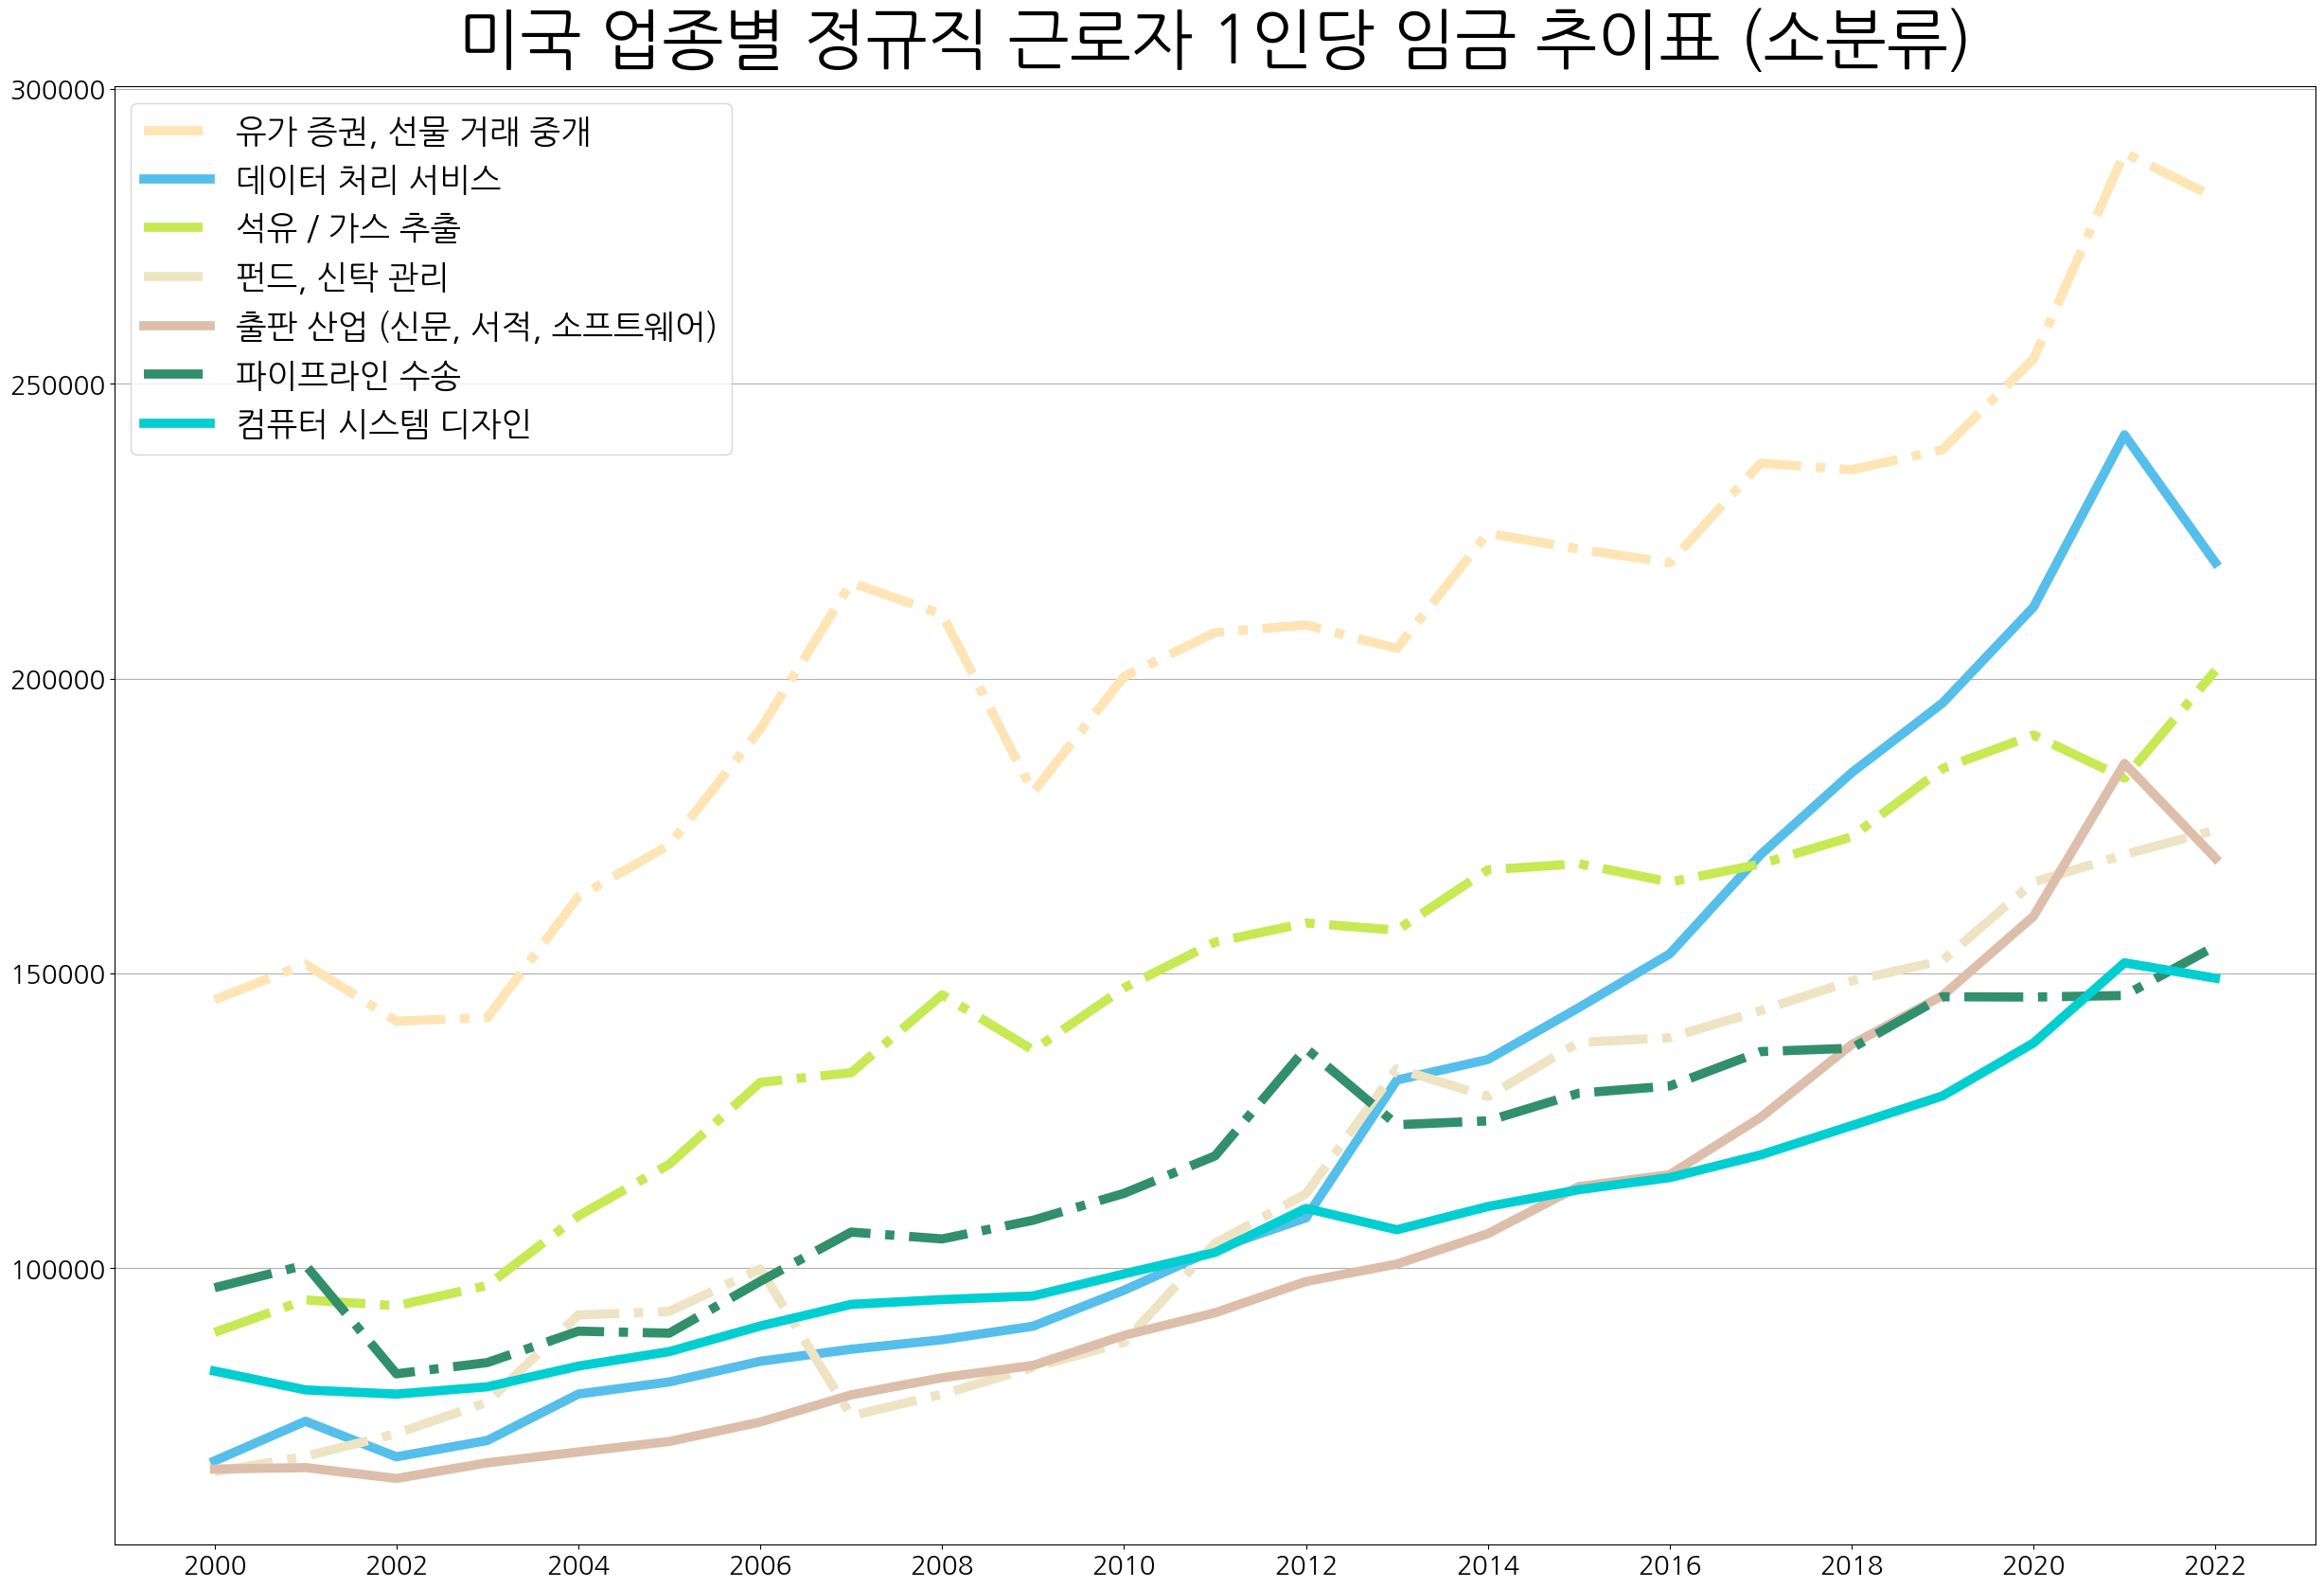 미국 업종별 정규직 근로자 1인당 임금 추이표 (소분류)
300000
250000
200000
150000
100000
유가 증권, 선물 거래 중개
데이터 처리 서비스
석유 / 가스 추출
펀드, 신탁 관리
출판 산업 (신문, 서적, 소프트웨어)
파이프라인 수송
컴퓨터 시스템 디자인
2000 2002 2004 2006 2008 2010 2012 2014 2016 2018 2020 2022